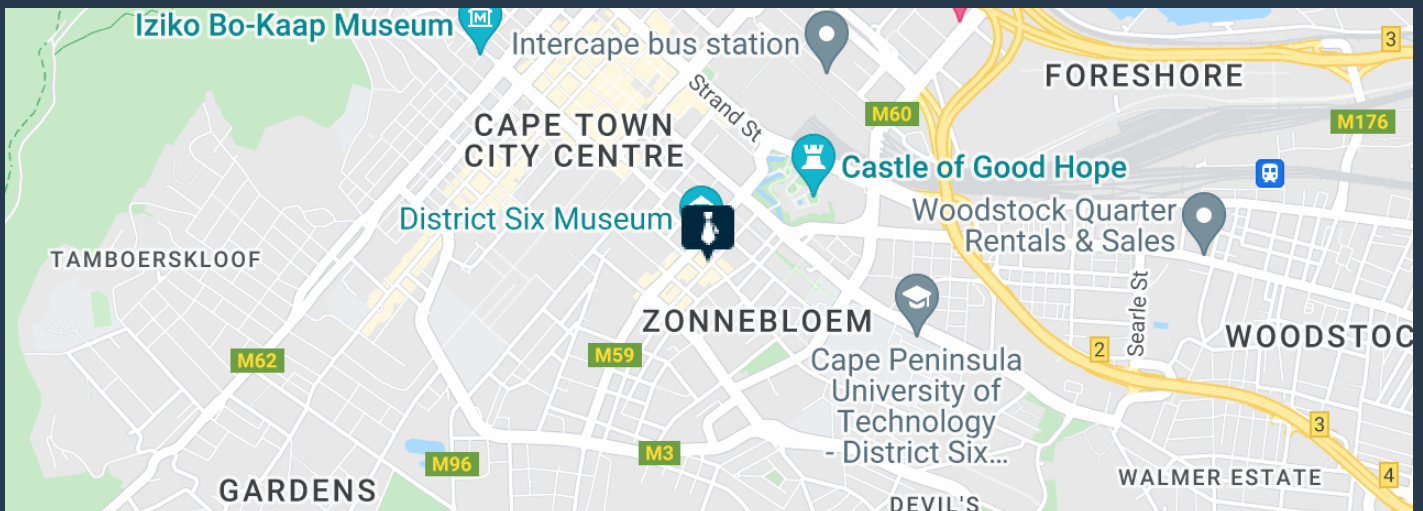 Iziko Bo-Kaap Museum
Intercape bus station
3
FORESHORE
Strand St
M60
M176
CAPE TOWN
CITY CENTRE
Castle of Good Hope
District Six Museum
Woodstock Quarter
Rentals & Sales
TAMBOERSKLOOF
Searle St
ZONNEBLOEM
WOODSTOC
2
M59
M62
Cape Peninsula
University of
Technology
- District Six...
3
M3
M96
WALMER ESTATE
4
GARDENS
DEVIL'S